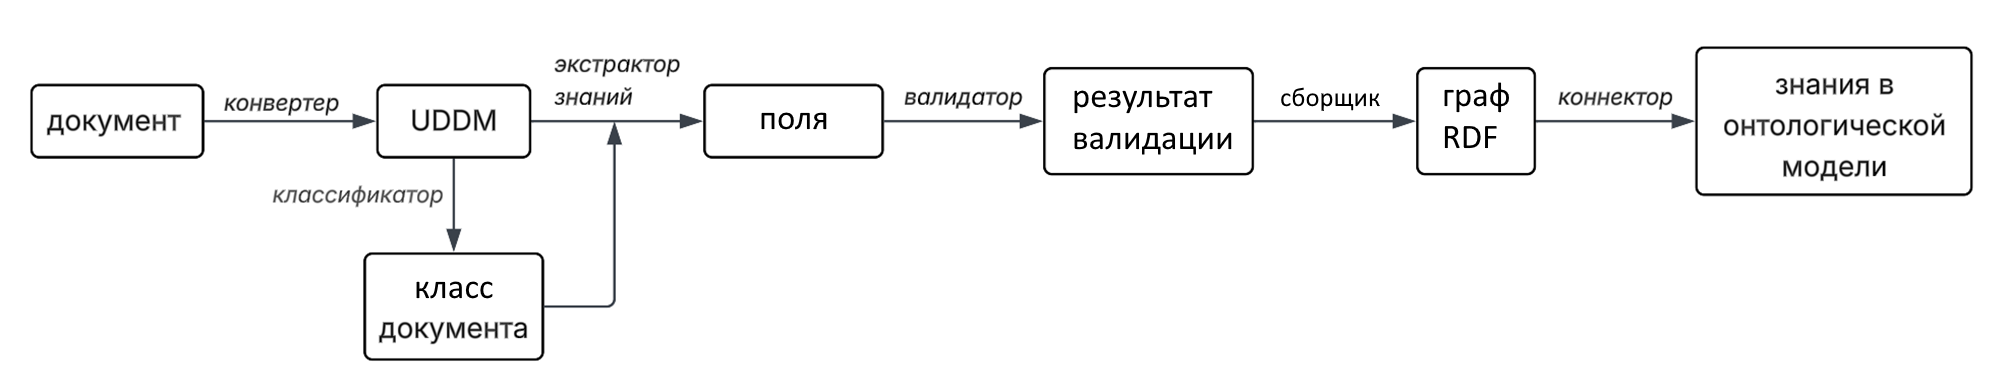 документ
конвертер
UDDM
экстрактор
знаний
поля
валидатор
результат
валидации
сборщик
граф
RDF
коннектор
знания в
онтологической
модели
классификатор
класс
документа